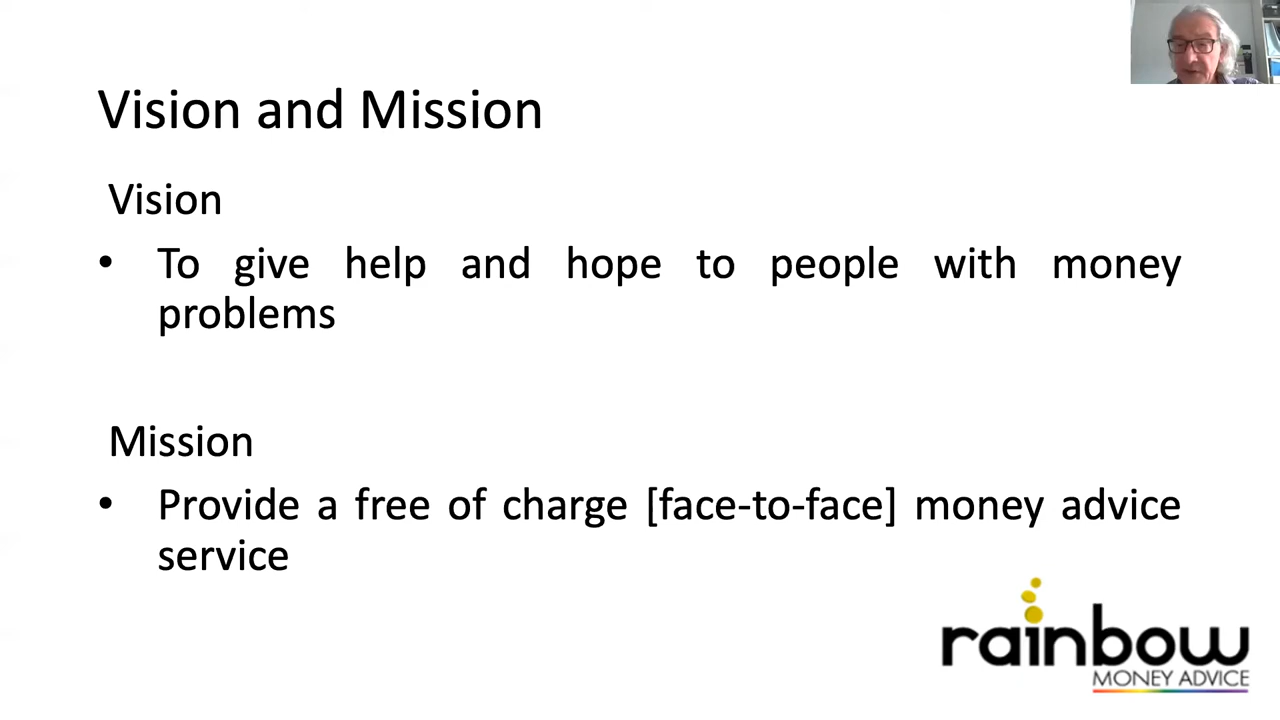 Vision and Mission
Vision
• To give help and hope to people with money
problems
Mission
• Provide a free of charge [face-to-face] money advice
service
rainbow
MONEY ADVICE